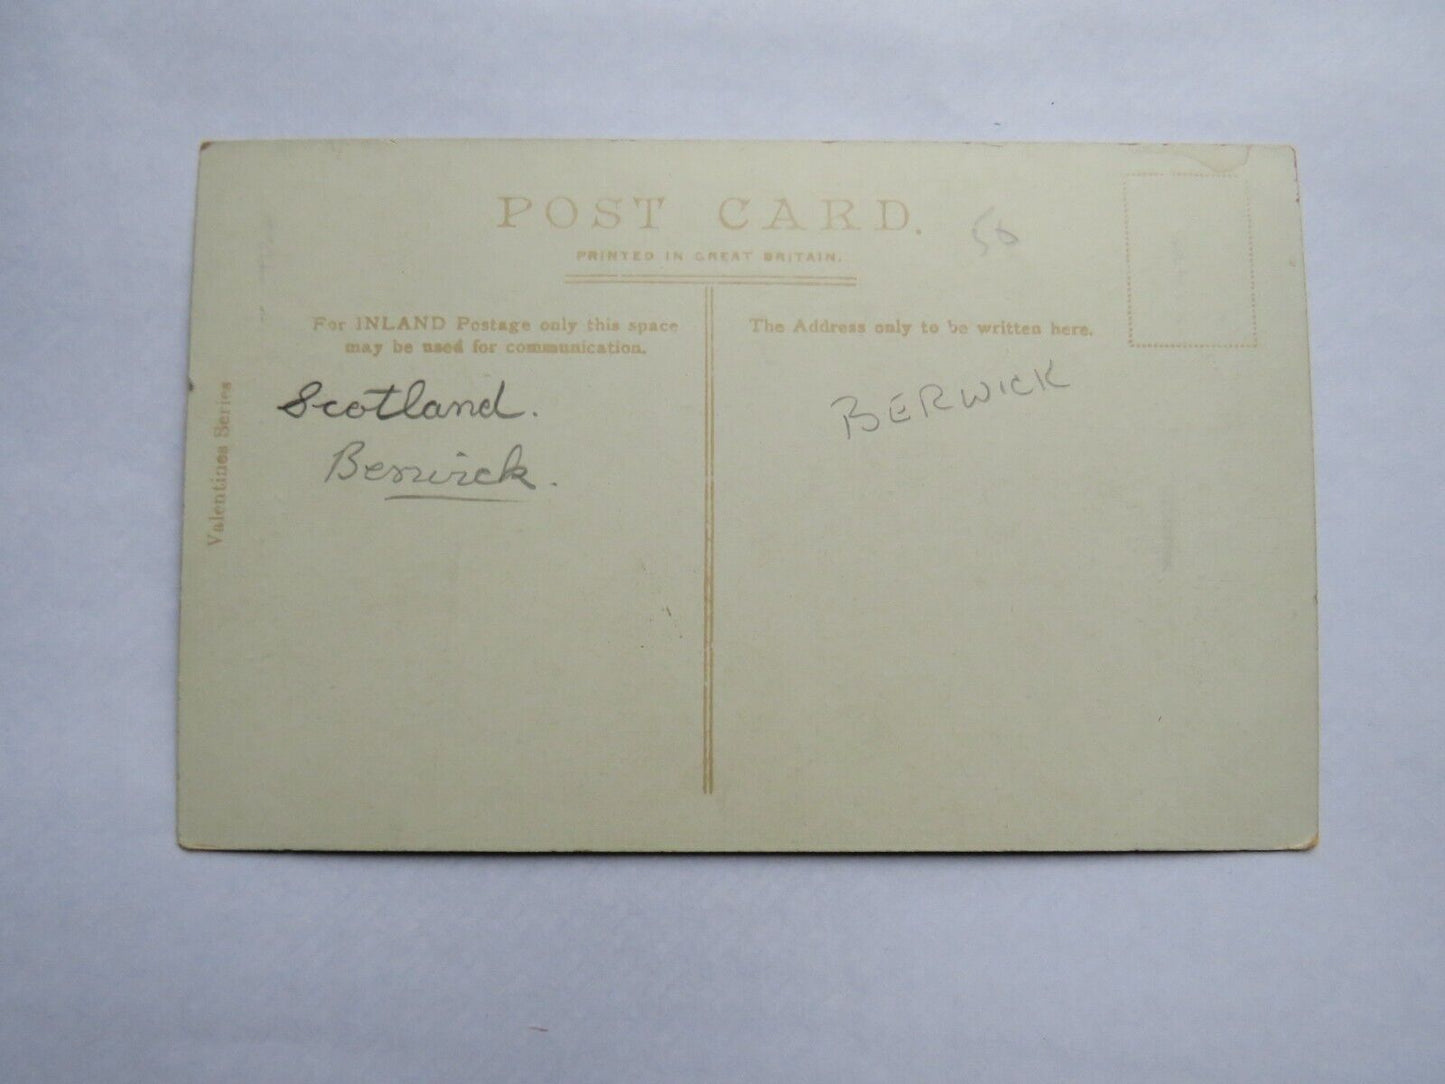 POST CARD.
50
PRINTED IN GREAT BRITAIN.
For INLAND Postage only this space
may be used for communication.
The Address only to be written here.
Scotland.
Berwick.
BERWICK
Valentines Series